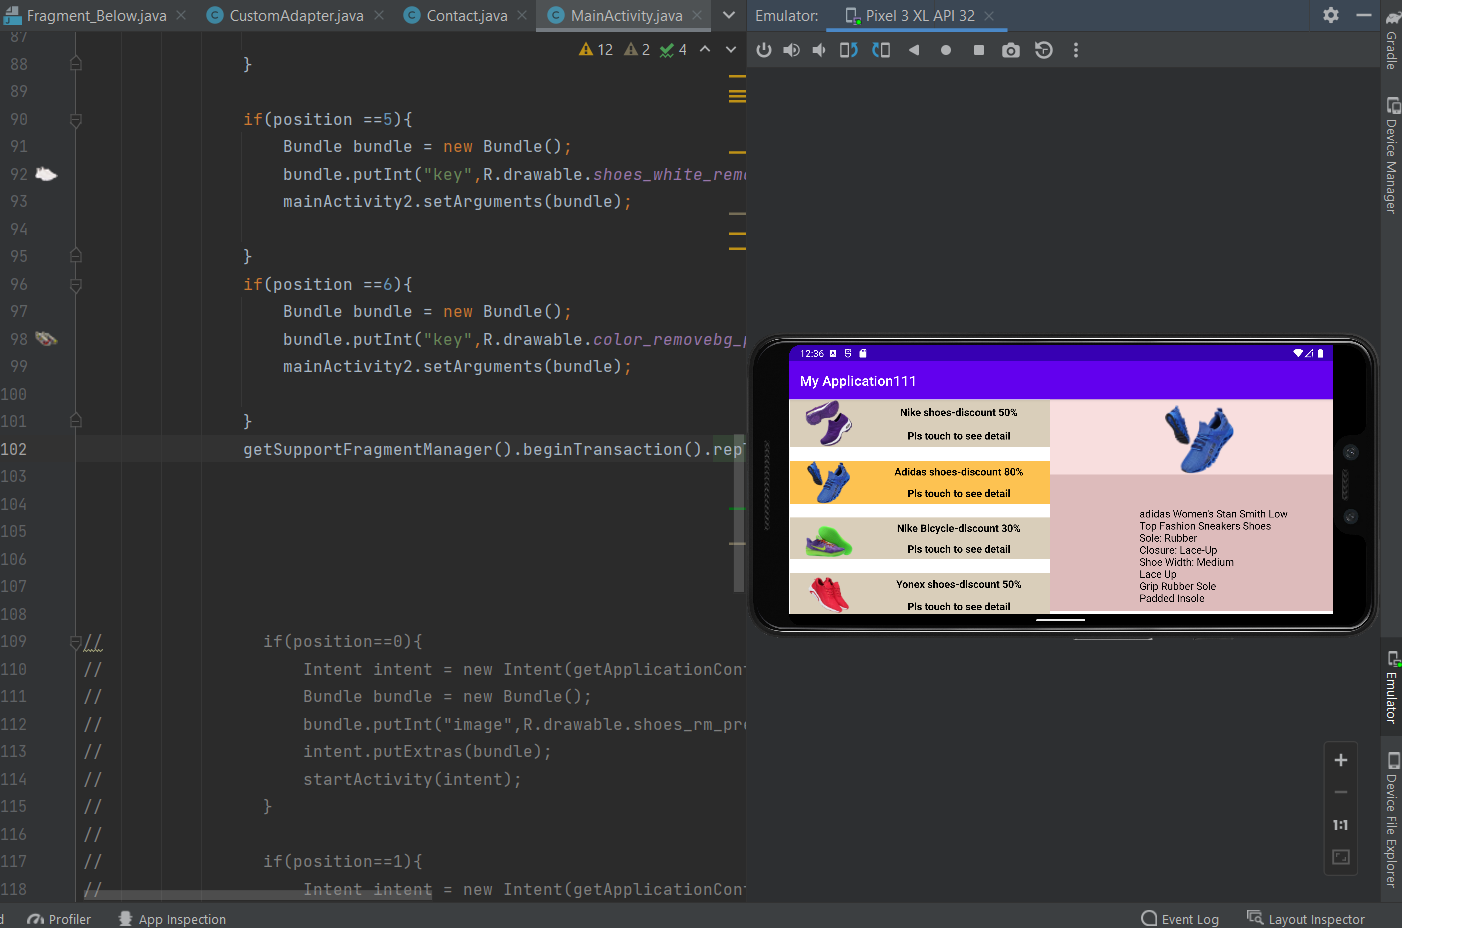 Fragment_Below.java CustomAdapter.java Contact.java MainActivity.java Emulator: Pixel 3 XL API 32
87 12 2 4
88 }
89
90 if(position ==5){
91 Bundle bundle = new Bundle();
92 bundle.putInt("key",R.drawable.shoes_white_rem
93 mainActivity2.setArguments(bundle);
94
95 }
96 if(position ==6){
97 Bundle bundle = new Bundle();
98 bundle.putInt("key",R.drawable.color_removebg_p
99 mainActivity2.setArguments(bundle);
100
101 }
102 getSupportFragmentManager().beginTransaction().rep
103
104
105
106
107
108
109 // if(position==0){
110 // Intent intent = new Intent(getApplicationCon
111 // Bundle bundle = new Bundle();
112 // bundle.putInt("image",R.drawable.shoes_rm_pr
113 // intent.putExtras(bundle);
114 // startActivity(intent);
115 // }
116 //
117 // if(position==1){
118 // Intent intent = new Intent(getApplicationCon
12:36
My Application111
Nike shoes-discount 50%
Pls touch to see detail
Adidas shoes-discount 80%
Pls touch to see detail
Nike Bicycle-discount 30%
Pls touch to see detail
Yonex shoes-discount 50%
Pls touch to see detail
adidas Women's Stan Smith Low
Top Fashion Sneakers Shoes
Sole: Rubber
Closure: Lace-Up
Shoe Width: Medium
Lace Up
Grip Rubber Sole
Padded Insole
1:1
Gradle
Device Manager
Emulator
Device File Explorer
Profiler App Inspection Event Log Layout Inspector